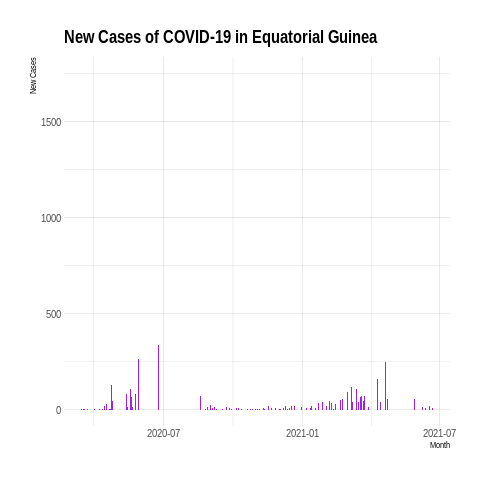 New Cases of COVID-19 in Equatorial Guinea
New Cases
1500
1000
500
0
2020-07
2021-01
2021-07
Month